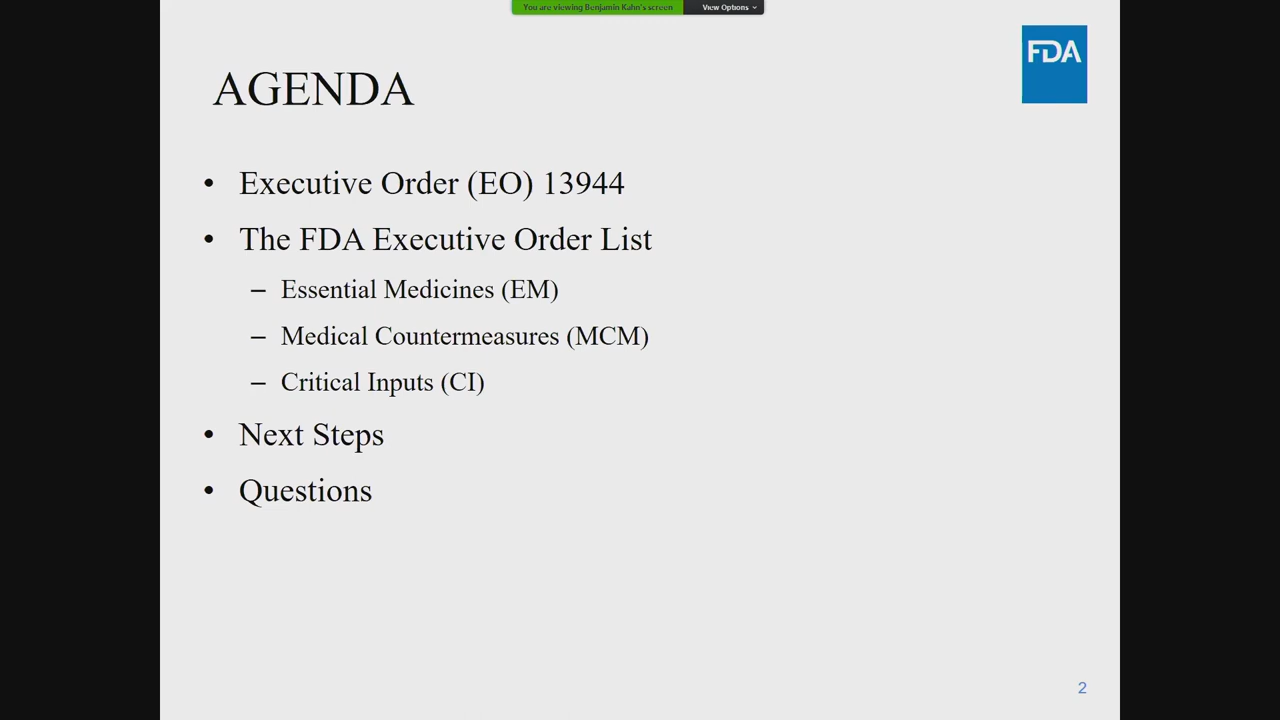 You are viewing Benjamin Kahn's screen View Options
FDA
AGENDA
• Executive Order (EO) 13944
• The FDA Executive Order List
– Essential Medicines (EM)
– Medical Countermeasures (MCM)
– Critical Inputs (CI)
• Next Steps
• Questions
2